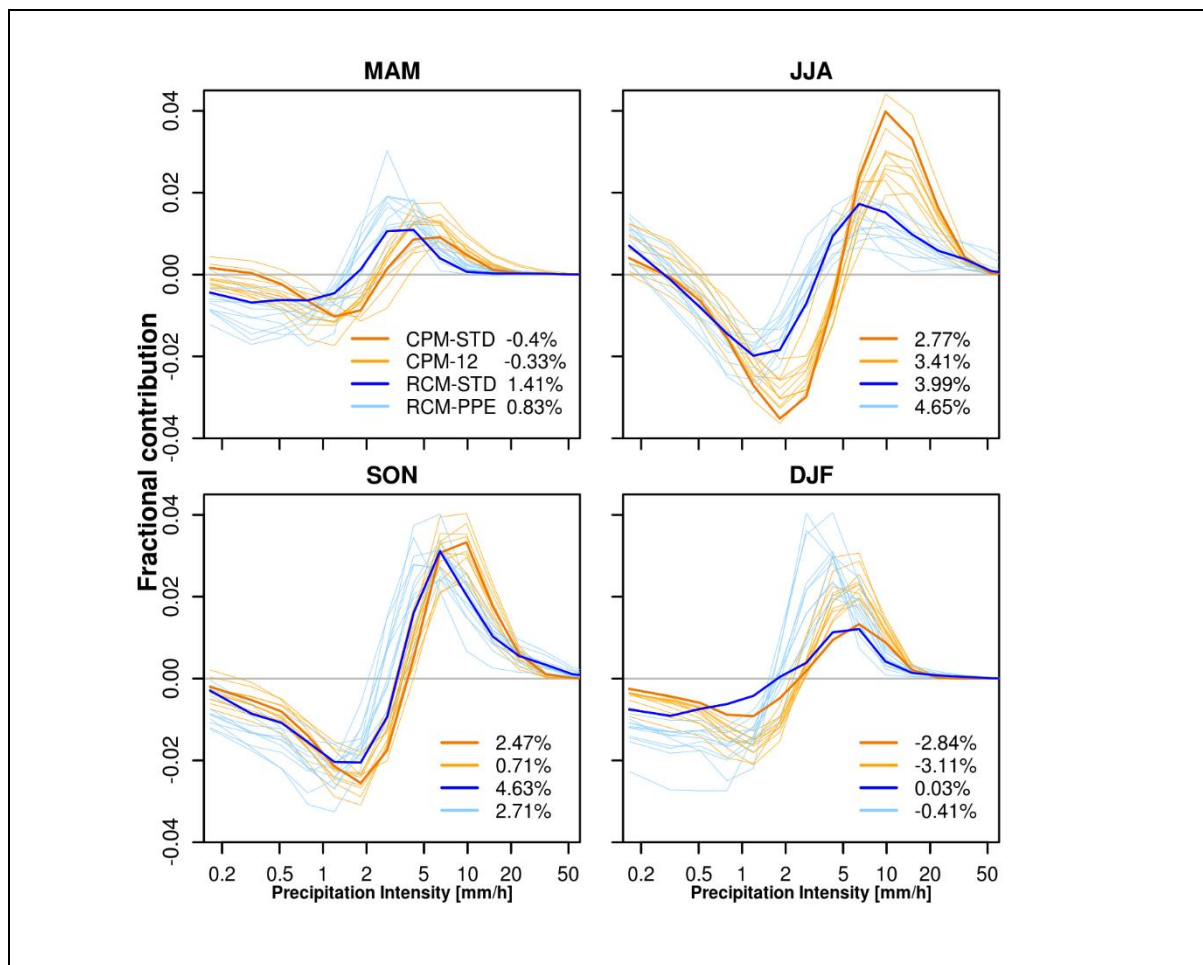 MAM
JJA
0.04
0.02
0.00
-0.02
-0.04
CPM-STD -0.4%
CPM-12 -0.33%
RCM-STD 1.41%
RCM-PPE 0.83%
2.77%
3.41%
3.99%
4.65%
Fractional contribution
SON
DJF
0.04
0.02
0.00
-0.02
-0.04
2.47%
0.71%
4.63%
2.71%
-2.84%
-3.11%
0.03%
-0.41%
0.2 0.5 1 2 5 10 20 50
0.2 0.5 1 2 5 10 20 50
Precipitation Intensity [mm/h]
Precipitation Intensity [mm/h]